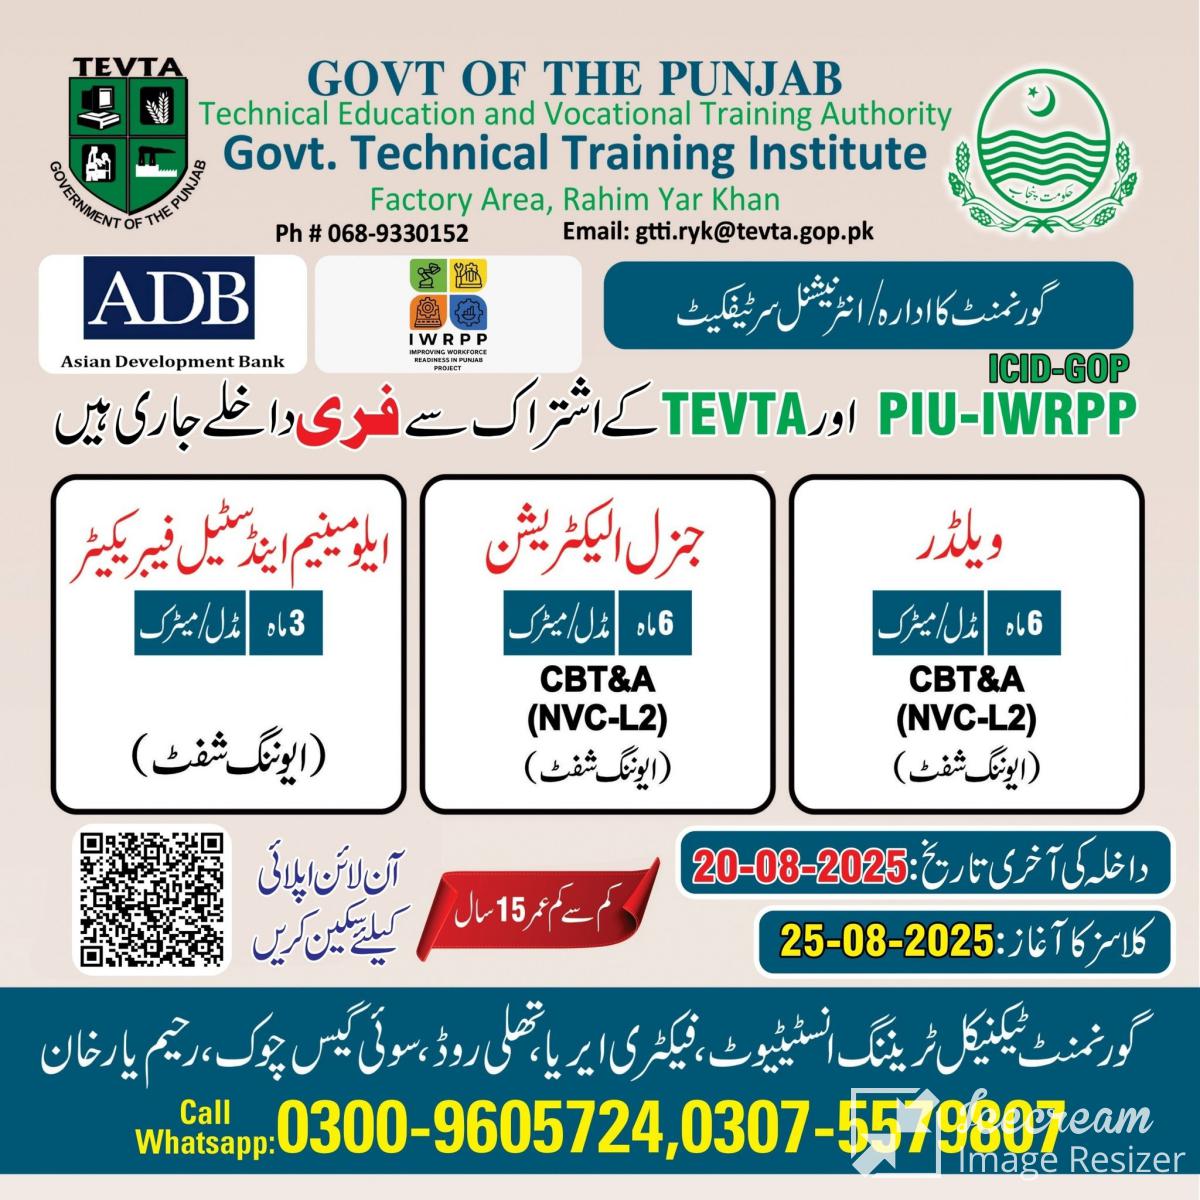 TEVTA
GOVERNMENT OF THE PUNJAB
GOVT OF THE PUNJAB
Technical Education and Vocational Training Authority
Govt. Technical Training Institute
Factory Area, Rahim Yar Khan
Ph # 068-9330152
Email: gtti.ryk@tevta.gop.pk
حکومت پنجاب
ADB
Asian Development Bank
IWRPP
IMPROVING WORKFORCE
READINESS IN PUNJAB
PROJECT
گورنمنٹ کا ادارہ/انٹرنیشنل سرٹیفکیٹ
ICID-GOP
PIU-IWRPP اور TEVTA کے اشتراک سے فری داخلے جاری ہیں
ویلڈر
6 ماہ
مڈل/میٹرک
CBT&A
(NVC-L2)
(ایوننگ شفٹ)
جنرل الیکٹریشن
6 ماہ
مڈل/میٹرک
CBT&A
(NVC-L2)
(ایوننگ شفٹ)
ایلومینیم اینڈ سٹیل فیبریکیٹر
3 ماہ
مڈل/میٹرک
(ایوننگ شفٹ)
داخلہ کی آخری تاریخ: 20-08-2025
کلاسز کا آغاز: 25-08-2025
کم سے کم عمر 15 سال
آن لائن اپلائی
کیلئے سکین کریں
گورنمنٹ ٹیکنیکل ٹریننگ انسٹیٹیوٹ، فیکٹری ایریا، تھلی روڈ، سوئی گیس چوک، رحیم یار خان
Call
Whatsapp: 0300-9605724,0307-5579807
Icecream
Image Resizer